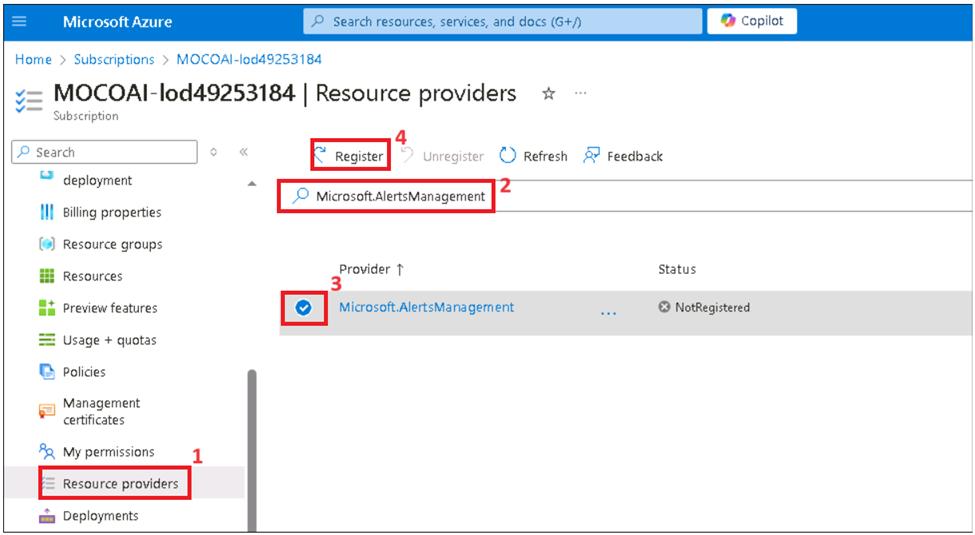 Microsoft Azure
Search resources, services, and docs (G+/)
Copilot
Home > Subscriptions > MOCOAI-lod49253184
MOCOAI-lod49253184 | Resource providers
Subscription
Search
deployment
Billing properties
Resource groups
Resources
Preview features
Usage + quotas
Policies
Management
certificates
My permissions
1
Resource providers
Deployments
4
Register
Unregister
Refresh
Feedback
2
Microsoft.AlertsManagement
Provider ↑
Status
3
Microsoft.AlertsManagement
...
NotRegistered